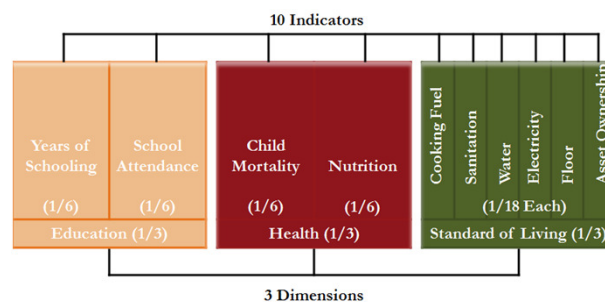 10 Indicators
Years of
Schooling
(1/6)
School
Attendance
(1/6)
Education (1/3)
Child
Mortality
(1/6)
Nutrition
(1/6)
Health (1/3)
Cooking Fuel
Sanitation
Water
Electricity
Floor
Asset Ownership
(1/18 Each)
Standard of Living (1/3)
3 Dimensions